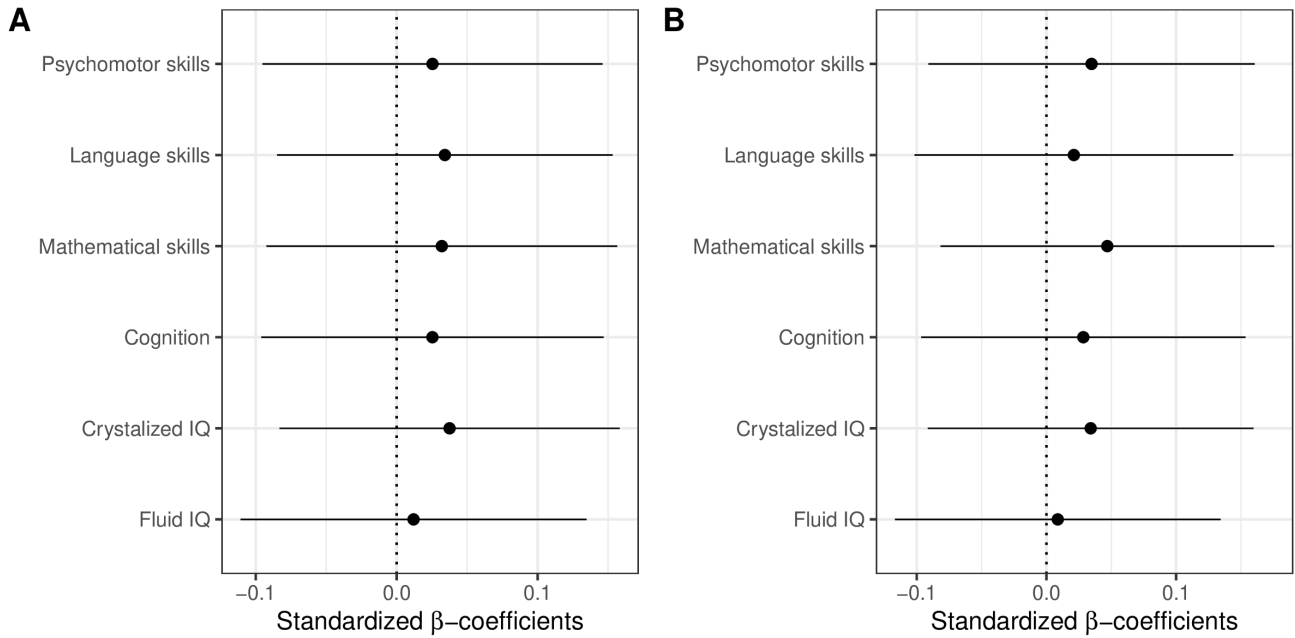 A
Psychomotor skills
Language skills
Mathematical skills
Cognition
Crystalized IQ
Fluid IQ
−0.1 0.0 0.1
Standardized β−coefficients
B
Psychomotor skills
Language skills
Mathematical skills
Cognition
Crystalized IQ
Fluid IQ
−0.1 0.0 0.1
Standardized β−coefficients